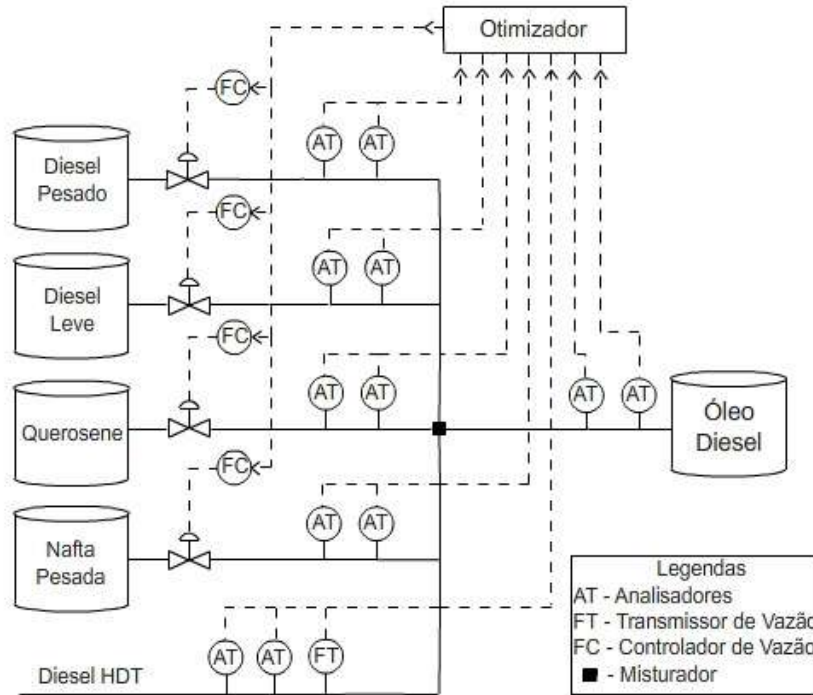 Otimizador
FC
Diesel
Pesado
AT AT
FC
Diesel
Leve
AT AT
FC
Querosene
AT AT
AT AT
Óleo
Diesel
FC
Nafta
Pesada
AT AT
Diesel HDT
AT AT FT
Legendas
AT - Analisadores
FT - Transmissor de Vazão
FC - Controlador de Vazão
- Misturador